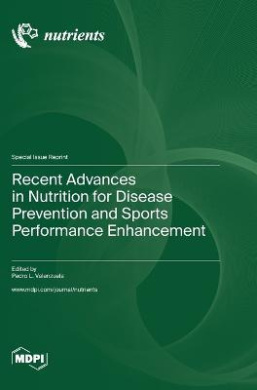 nutrients
Special Issue Reprint
Recent Advances
in Nutrition for Disease
Prevention and Sports
Performance Enhancement
Edited by
Pedro L. Valenzuela
www.mdpi.com/journal/nutrients
MDPI